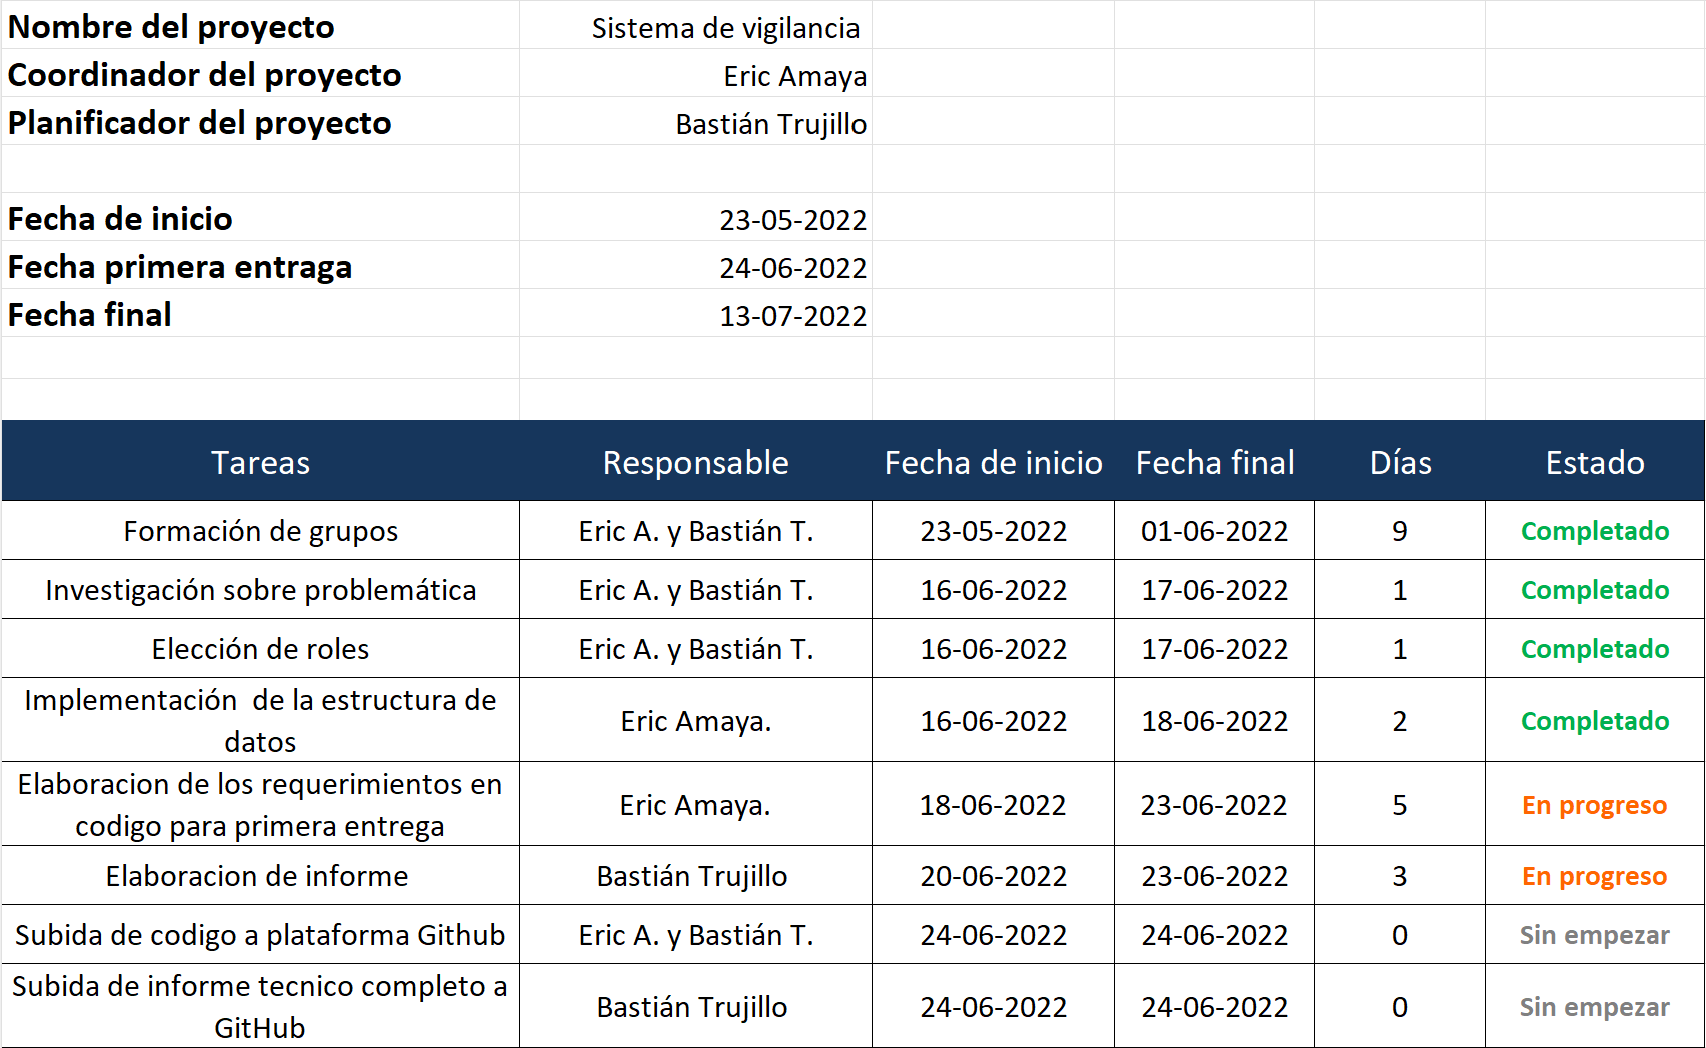 Nombre del proyecto Sistema de vigilancia
Coordinador del proyecto Eric Amaya
Planificador del proyecto Bastián Trujillo
Fecha de inicio 23-05-2022
Fecha primera entraga 24-06-2022
Fecha final 13-07-2022
Tareas Responsable Fecha de inicio Fecha final Días Estado
Formación de grupos Eric A. y Bastián T. 23-05-2022 01-06-2022 9 Completado
Investigación sobre problemática Eric A. y Bastián T. 16-06-2022 17-06-2022 1 Completado
Elección de roles Eric A. y Bastián T. 16-06-2022 17-06-2022 1 Completado
Implementación  de la estructura de
datos Eric Amaya. 16-06-2022 18-06-2022 2 Completado
Elaboracion de los requerimientos en
codigo para primera entrega Eric Amaya. 18-06-2022 23-06-2022 5 En progreso
Elaboracion de informe Bastián Trujillo 20-06-2022 23-06-2022 3 En progreso
Subida de codigo a plataforma Github Eric A. y Bastián T. 24-06-2022 24-06-2022 0 Sin empezar
Subida de informe tecnico completo a
GitHub Bastián Trujillo 24-06-2022 24-06-2022 0 Sin empezar